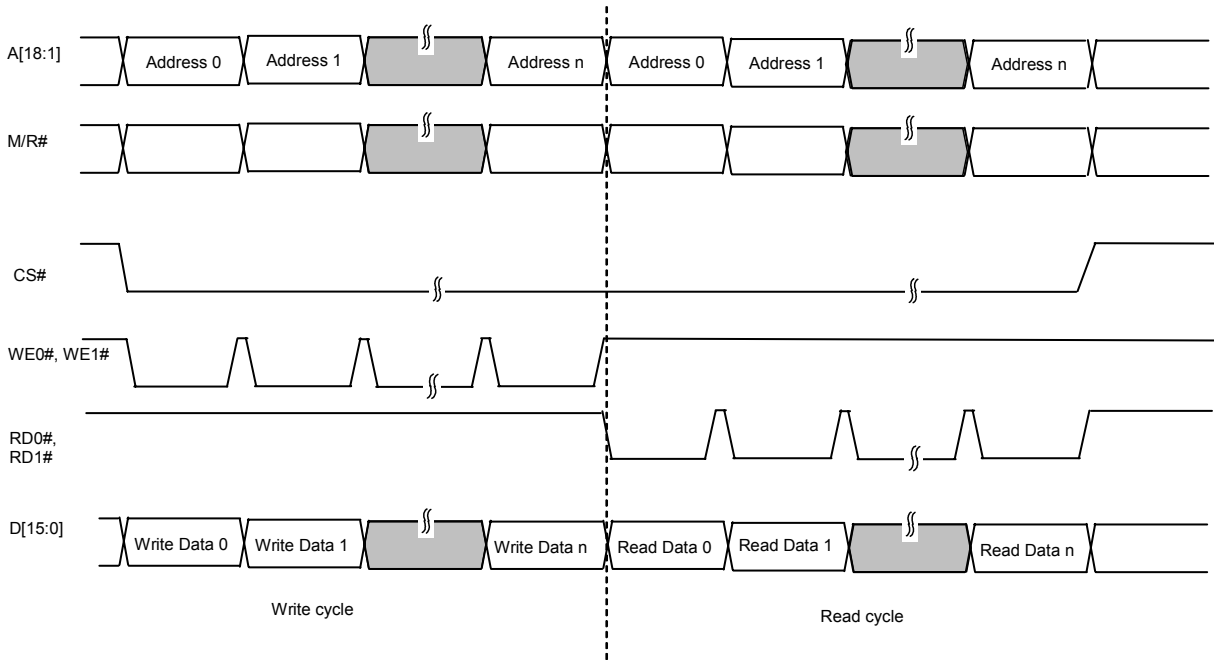 A[18:1]
Address 0 Address 1 Address n Address 0 Address 1 Address n
M/R#
CS#
WE0#, WE1#
RD0#,
RD1#
D[15:0]
Write Data 0 Write Data 1 Write Data n Read Data 0 Read Data 1 Read Data n
Write cycle
Read cycle